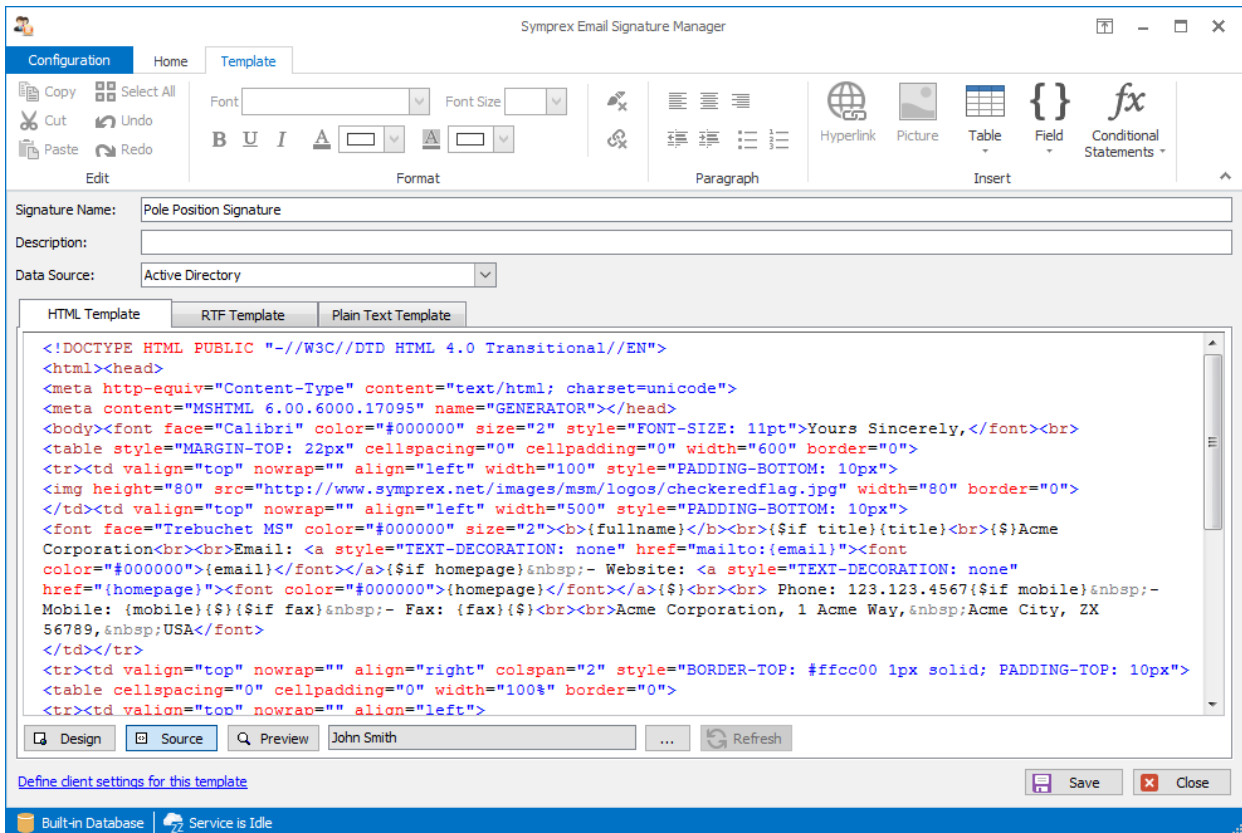 Symprex Email Signature Manager
Configuration Home Template
Copy Select All
Cut Undo
Paste Redo
Edit
Font Font Size
B U I A A
Format
Paragraph
Hyperlink Picture Table { } Field fx Conditional Statements
Insert
Signature Name: Pole Position Signature
Description:
Data Source: Active Directory
HTML Template RTF Template Plain Text Template
<!DOCTYPE HTML PUBLIC "-//W3C//DTD HTML 4.0 Transitional//EN">
<html><head>
<meta http-equiv="Content-Type" content="text/html; charset=unicode">
<meta content="MSHTML 6.00.6000.17095" name="GENERATOR"></head>
<body><font face="Calibri" color="#000000" size="2" style="FONT-SIZE: 11pt">Yours Sincerely,</font><br>
<table style="MARGIN-TOP: 22px" cellspacing="0" cellpadding="0" width="600" border="0">
<tr><td valign="top" nowrap="" align="left" width="100" style="PADDING-BOTTOM: 10px">
<img height="80" src="http://www.symprex.net/images/msm/logos/checkeredflag.jpg" width="80" border="0">
</td><td valign="top" nowrap="" align="left" width="500" style="PADDING-BOTTOM: 10px">
<font face="Trebuchet MS" color="#000000" size="2"><b>{fullname}</b><br>{$if title}{title}<br>{$}Acme
Corporation<br><br>Email: <a style="TEXT-DECORATION: none" href="mailto:{email}"><font
color="#000000">{email}</font></a>{$if homepage}&nbsp;- Website: <a style="TEXT-DECORATION: none"
href="{homepage}"><font color="#000000">{homepage}</font></a>{$}<br><br> Phone: 123.123.4567{$if mobile}&nbsp;-
Mobile: {mobile}{$}{$if fax}&nbsp;- Fax: {fax}{$}<br><br>Acme Corporation, 1 Acme Way,&nbsp;Acme City, ZX
56789,&nbsp;USA</font>
</td></tr>
<tr><td valign="top" nowrap="" align="right" colspan="2" style="BORDER-TOP: #ffcc00 1px solid; PADDING-TOP: 10px">
<table cellspacing="0" cellpadding="0" width="100%" border="0">
<tr><td valign="top" nowrap="" align="left">
Design Source Preview John Smith ... Refresh
Define client settings for this template
Save Close
Built-in Database Service is Idle